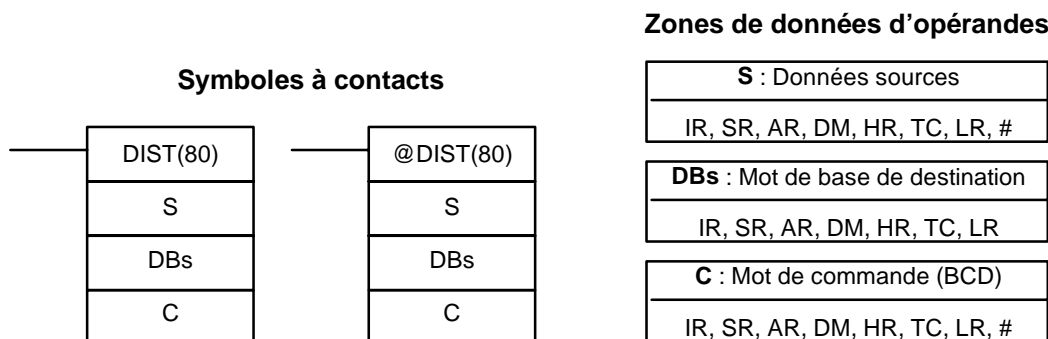 Zones de données d’opérandes
Symboles à contacts
DIST(80)
S
DBs
C
@DIST(80)
S
DBs
C
S : Données sources
IR, SR, AR, DM, HR, TC, LR, #
DBs : Mot de base de destination
IR, SR, AR, DM, HR, TC, LR
C : Mot de commande (BCD)
IR, SR, AR, DM, HR, TC, LR, #